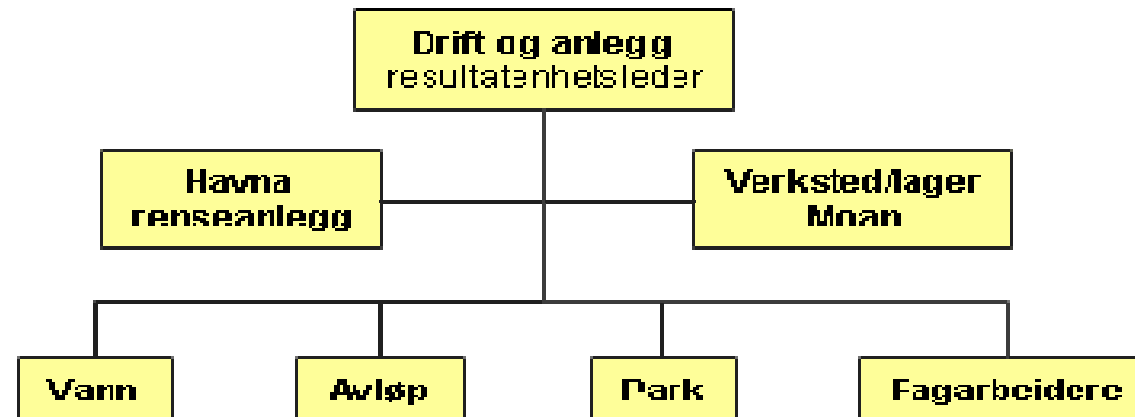 Drift og anlegg
resultatenhetsleder
Havna
renseanlegg
Verksted/lager
Moan
Vann
Avløp
Park
Fagarbeidere